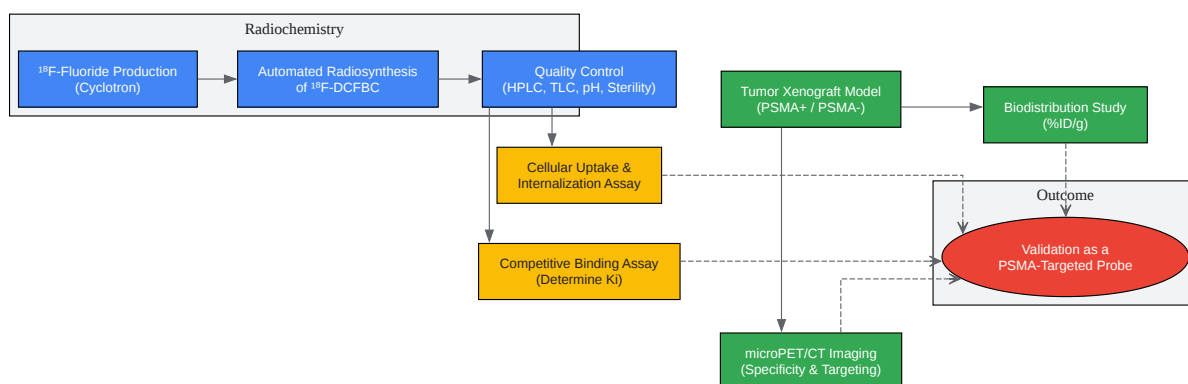 Radiochemistry
¹⁸F-Fluoride Production
(Cyclotron)
Automated Radiosynthesis
of ¹⁸F-DCFBC
Quality Control
(HPLC, TLC, pH, Sterility)
Tumor Xenograft Model
(PSMA+ / PSMA-)
Biodistribution Study
(%ID/g)
Cellular Uptake &
Internalization Assay
Outcome
Competitive Binding Assay
(Determine Ki)
Validation as a
PSMA-Targeted Probe
microPET/CT Imaging
(Specificity & Targeting)